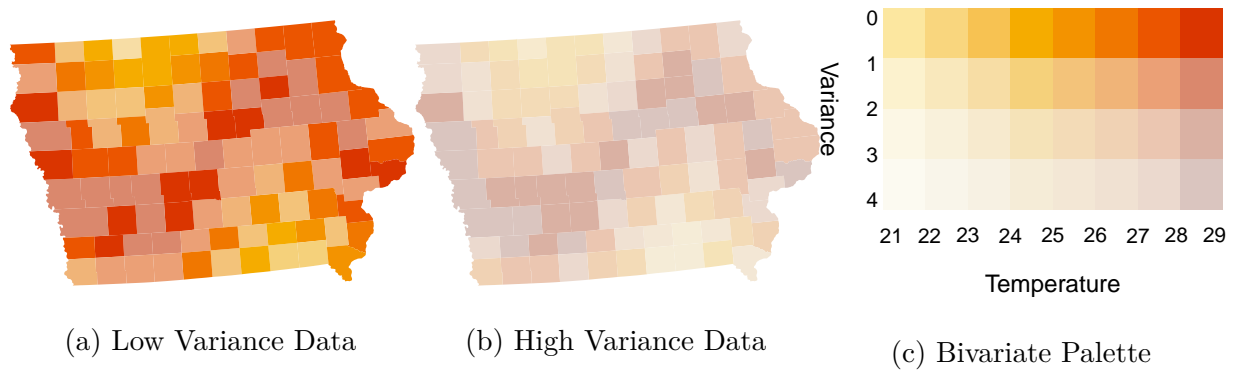 0
1
2
3
4
Variance
21 22 23 24 25 26 27 28 29
Temperature
(a) Low Variance Data
(b) High Variance Data
(c) Bivariate Palette